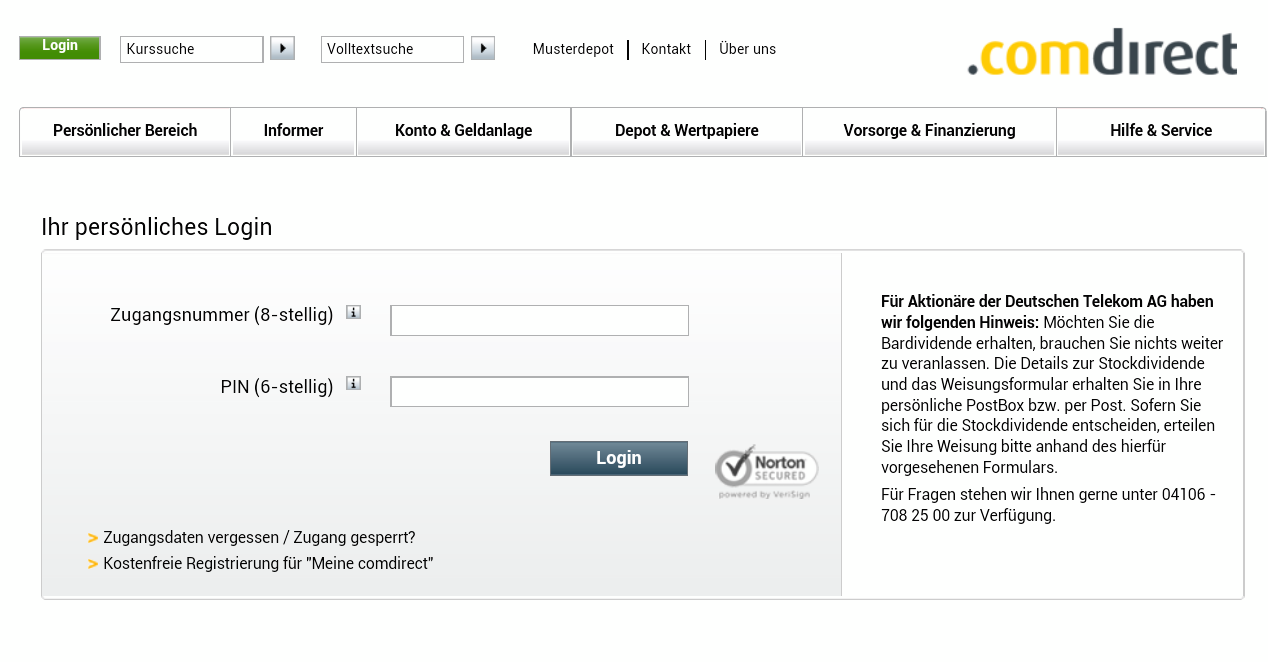 Login
Kurssuche
Volltextsuche
Musterdepot
Kontakt
Über uns
.comdirect
Persönlicher Bereich
Informer
Konto & Geldanlage
Depot & Wertpapiere
Vorsorge & Finanzierung
Hilfe & Service
Ihr persönliches Login
Zugangsnummer (8-stellig)
PIN (6-stellig)
Login
Norton
SECURED
powered by VeriSign
> Zugangsdaten vergessen / Zugang gesperrt?
> Kostenfreie Registrierung für "Meine comdirect"
Für Aktionäre der Deutschen Telekom AG haben
wir folgenden Hinweis: Möchten Sie die
Bardividende erhalten, brauchen Sie nichts weiter
zu veranlassen. Die Details zur Stockdividende
und das Weisungsformular erhalten Sie in Ihre
persönliche PostBox bzw. per Post. Sofern Sie
sich für die Stockdividende entscheiden, erteilen
Sie Ihre Weisung bitte anhand des hierfür
vorgesehenen Formulars.
Für Fragen stehen wir Ihnen gerne unter 04106 -
708 25 00 zur Verfügung.